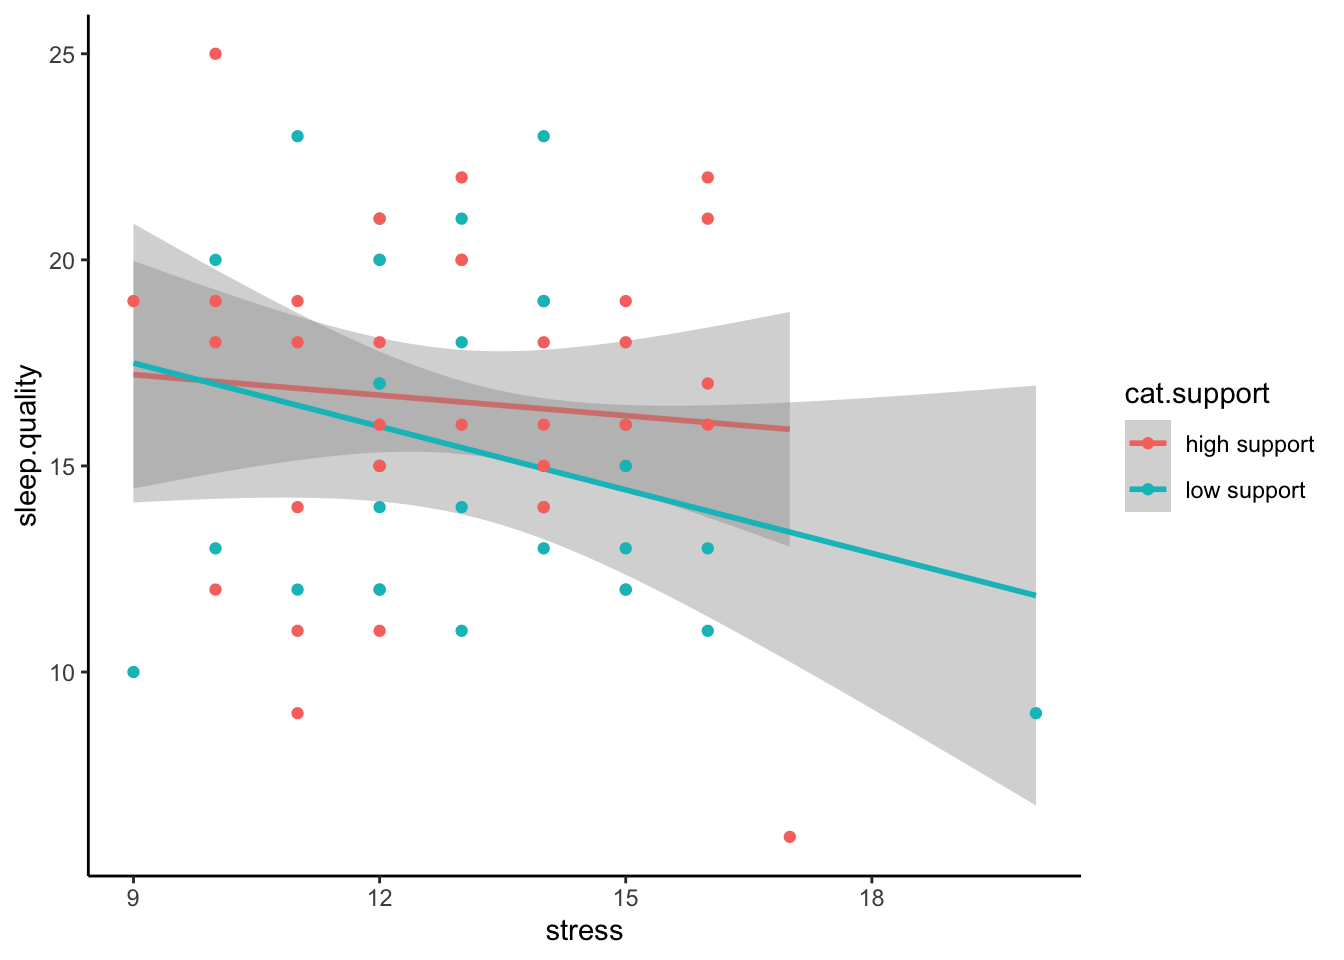 25
20
15
10
sleep.quality
9 12 15 18
stress
cat.support
high support
low support